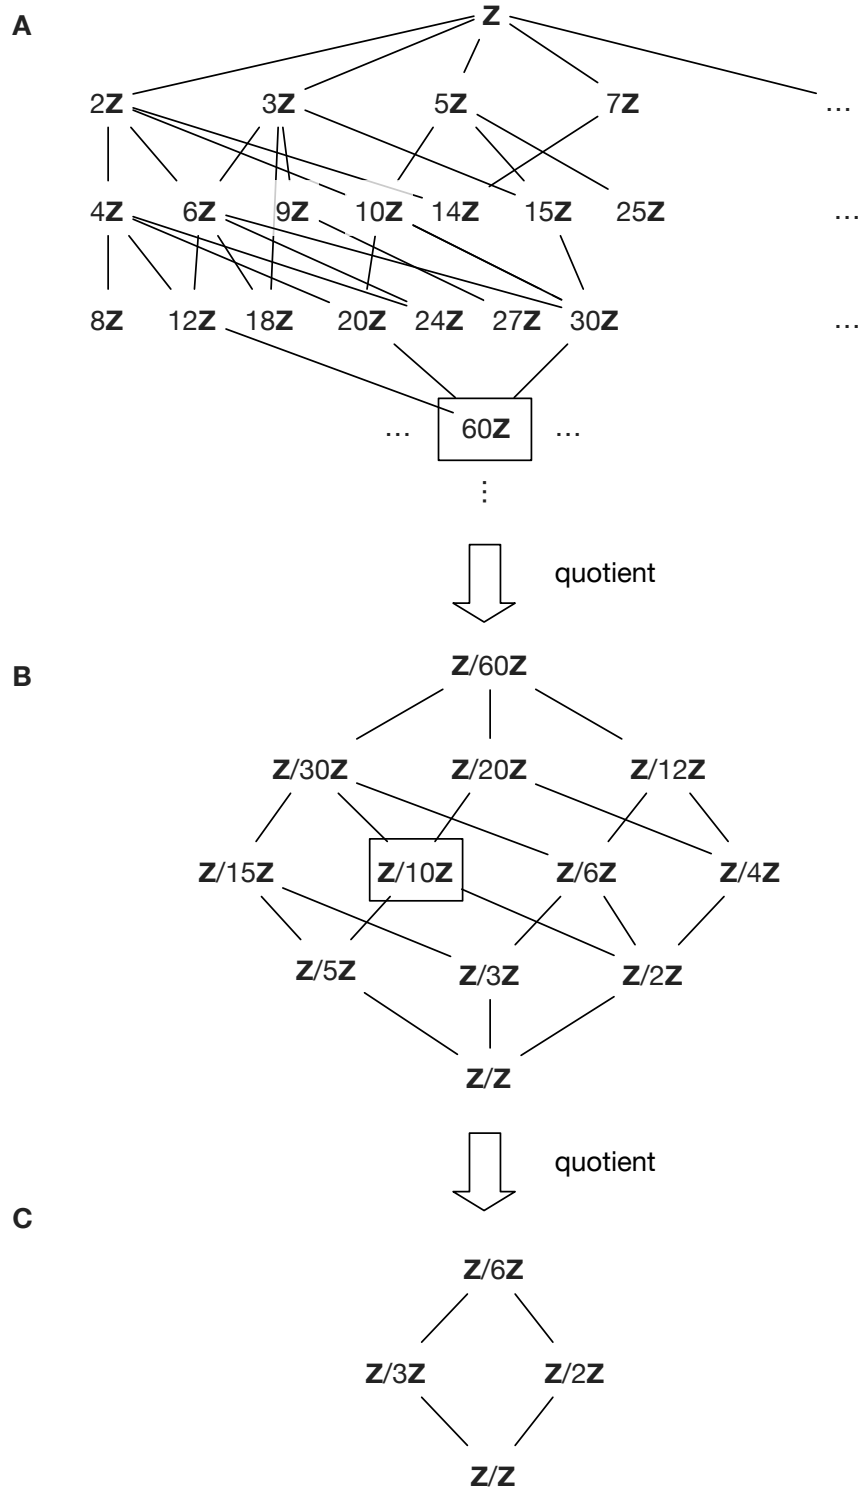 A
Z
2Z 3Z 5Z 7Z ...
4Z 6Z 9Z 10Z 14Z 15Z 25Z ...
8Z 12Z 18Z 20Z 24Z 27Z 30Z ...
... 60Z ...
⋮
quotient
B
Z/60Z
Z/30Z Z/20Z Z/12Z
Z/15Z Z/10Z Z/6Z Z/4Z
Z/5Z Z/3Z Z/2Z
Z/Z
quotient
C
Z/6Z
Z/3Z Z/2Z
Z/Z